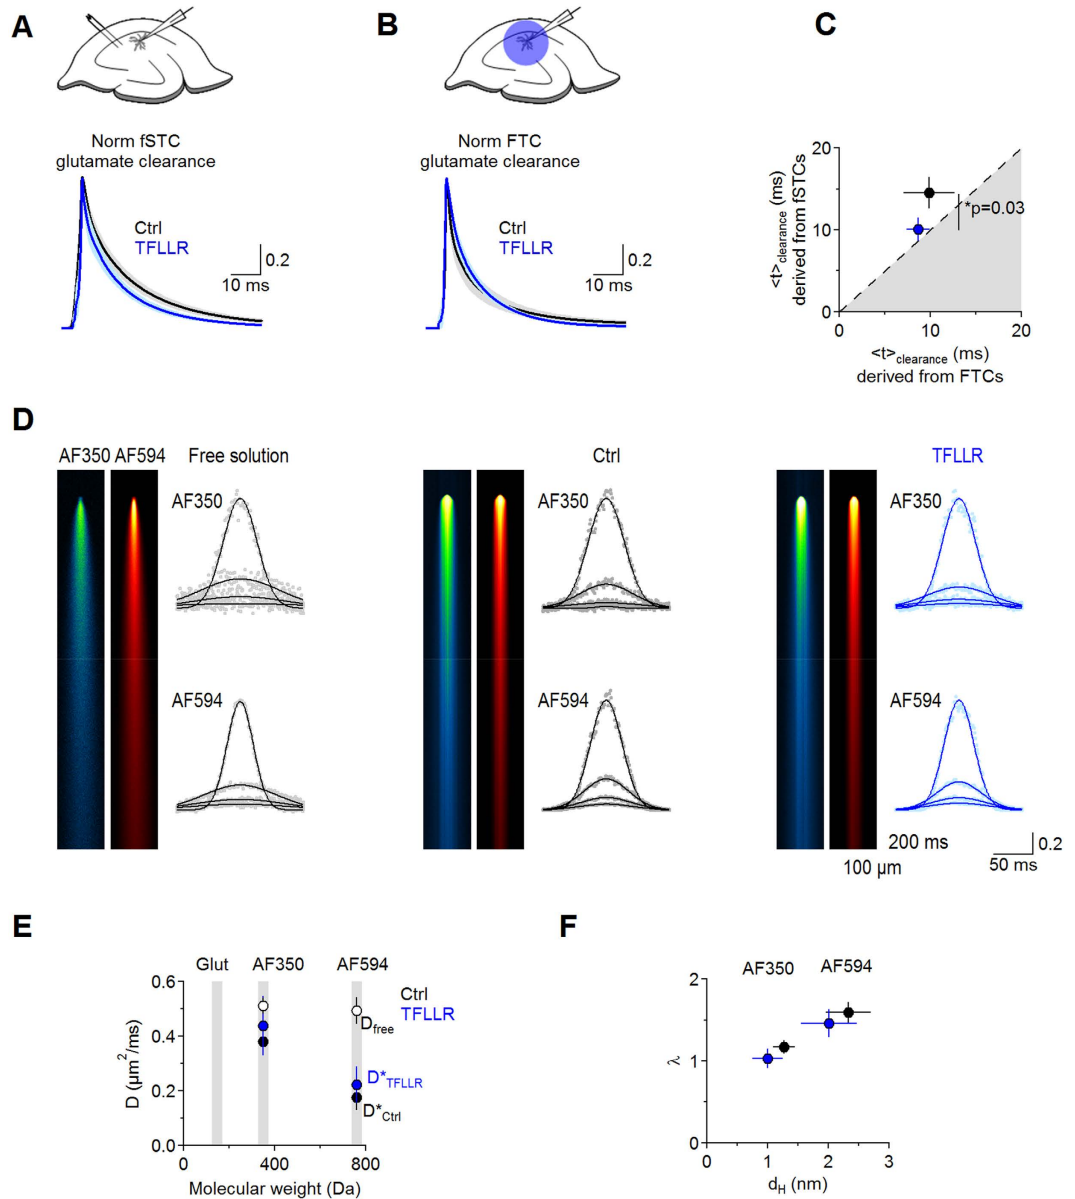 A
B
C
Norm fSTC
glutamate clearance
Ctrl
TFLLR
0.2
10 ms
Norm FTC
glutamate clearance
Ctrl
TFLLR
0.2
10 ms
<t>clearance (ms)
derived from fSTCs
20
10
0
*p=0.03
0
10
20
<t>clearance (ms)
derived from FTCs
D
AF350
AF594
Free solution
AF350
AF594
Ctrl
AF350
AF594
TFLLR
AF350
AF594
200 ms
100 µm
0.2
50 ms
E
Glut
AF350
AF594
Ctrl
TFLLR
D (µm2/ms)
0.6
0.4
0.2
0.0
Dfree
D*TFLLR
D*Ctrl
0
400
800
Molecular weight (Da)
F
AF350
AF594
λ
2
1
0
0
1
2
3
dH (nm)